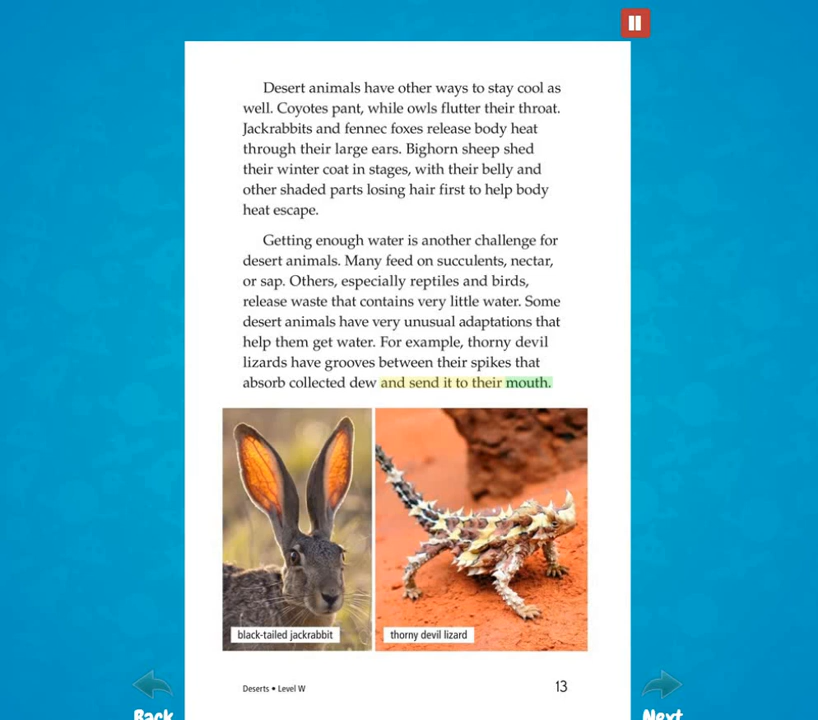 Desert animals have other ways to stay cool as
well. Coyotes pant, while owls flutter their throat.
Jackrabbits and fennec foxes release body heat
through their large ears. Bighorn sheep shed
their winter coat in stages, with their belly and
other shaded parts losing hair first to help body
heat escape.
Getting enough water is another challenge for
desert animals. Many feed on succulents, nectar,
or sap. Others, especially reptiles and birds,
release waste that contains very little water. Some
desert animals have very unusual adaptations that
help them get water. For example, thorny devil
lizards have grooves between their spikes that
absorb collected dew and send it to their mouth.
black-tailed jackrabbit
thorny devil lizard
Deserts • Level W
13
Back
Next